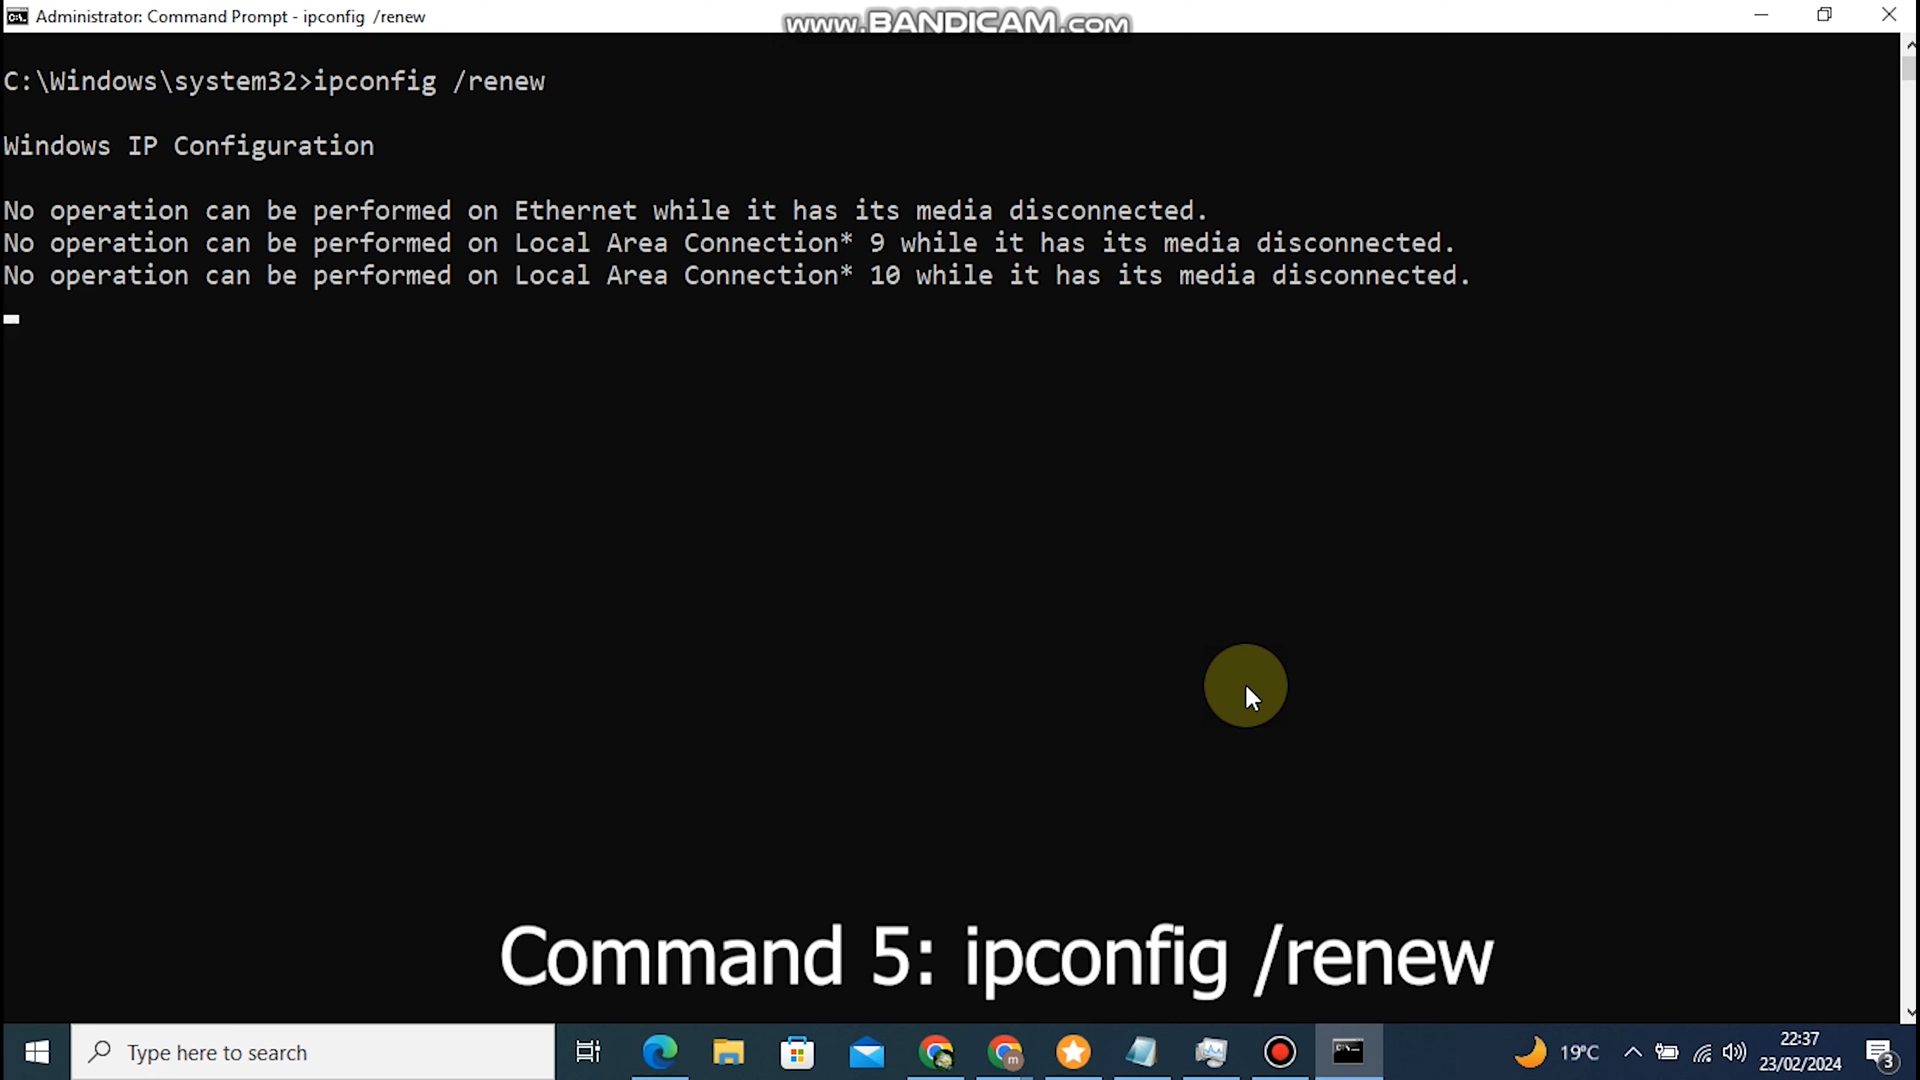 Administrator: Command Prompt - ipconfig /renew
www.BANDICAM.com
C:\Windows\system32>ipconfig /renew
Windows IP Configuration
No operation can be performed on Ethernet while it has its media disconnected.
No operation can be performed on Local Area Connection* 9 while it has its media disconnected.
No operation can be performed on Local Area Connection* 10 while it has its media disconnected.
Command 5: ipconfig /renew
Type here to search
m
19°C
22:37
23/02/2024
3